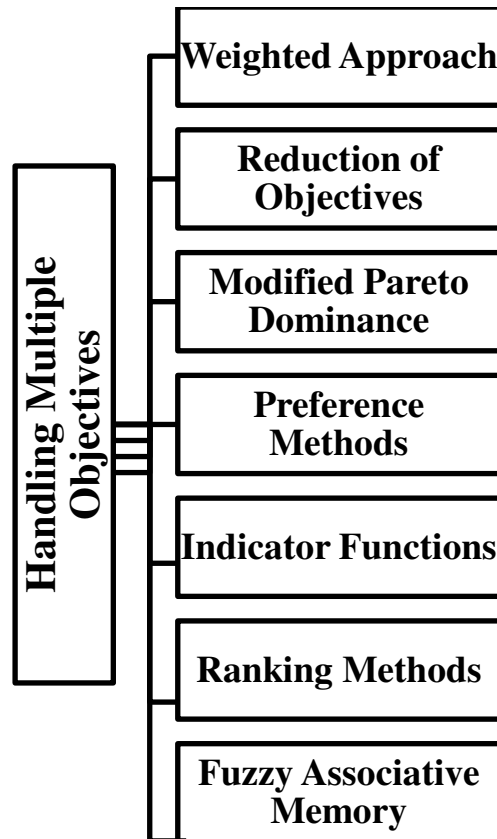 Handling Multiple
Objectives
Weighted Approach
Reduction of
Objectives
Modified Pareto
Dominance
Preference
Methods
Indicator Functions
Ranking Methods
Fuzzy Associative
Memory